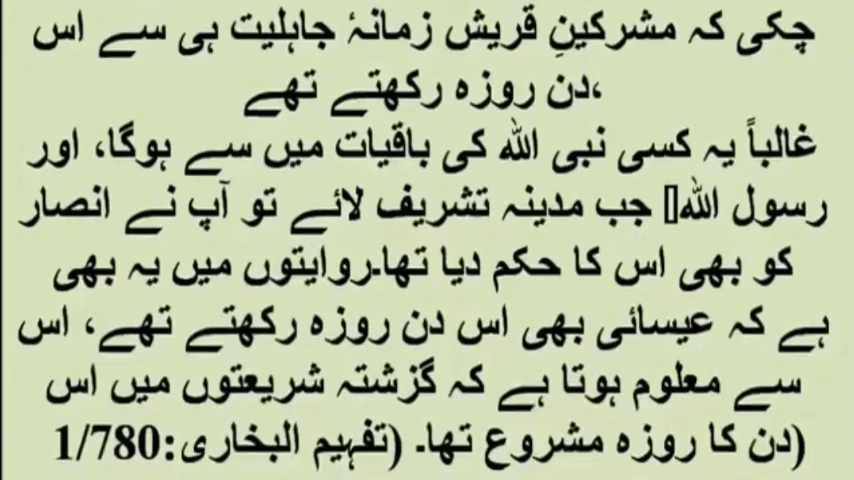 چکی کہ مشرکینِ قریش زمانۂ جاہلیت ہی سے اس
دن روزہ رکھتے تھے،
غالباً یہ کسی نبی اللہ کی باقیات میں سے ہوگا، اور
رسول اللہ▯ جب مدینہ تشریف لائے تو آپ نے انصار
کو بھی اس کا حکم دیا تھا۔روایتوں میں یہ بھی
ہے کہ عیسائی بھی اس دن روزہ رکھتے تھے، اس
سے معلوم ہوتا ہے کہ گزشتہ شریعتوں میں اس
دن کا روزہ مشروع تھا۔ (تفہیم البخاری:1/780)